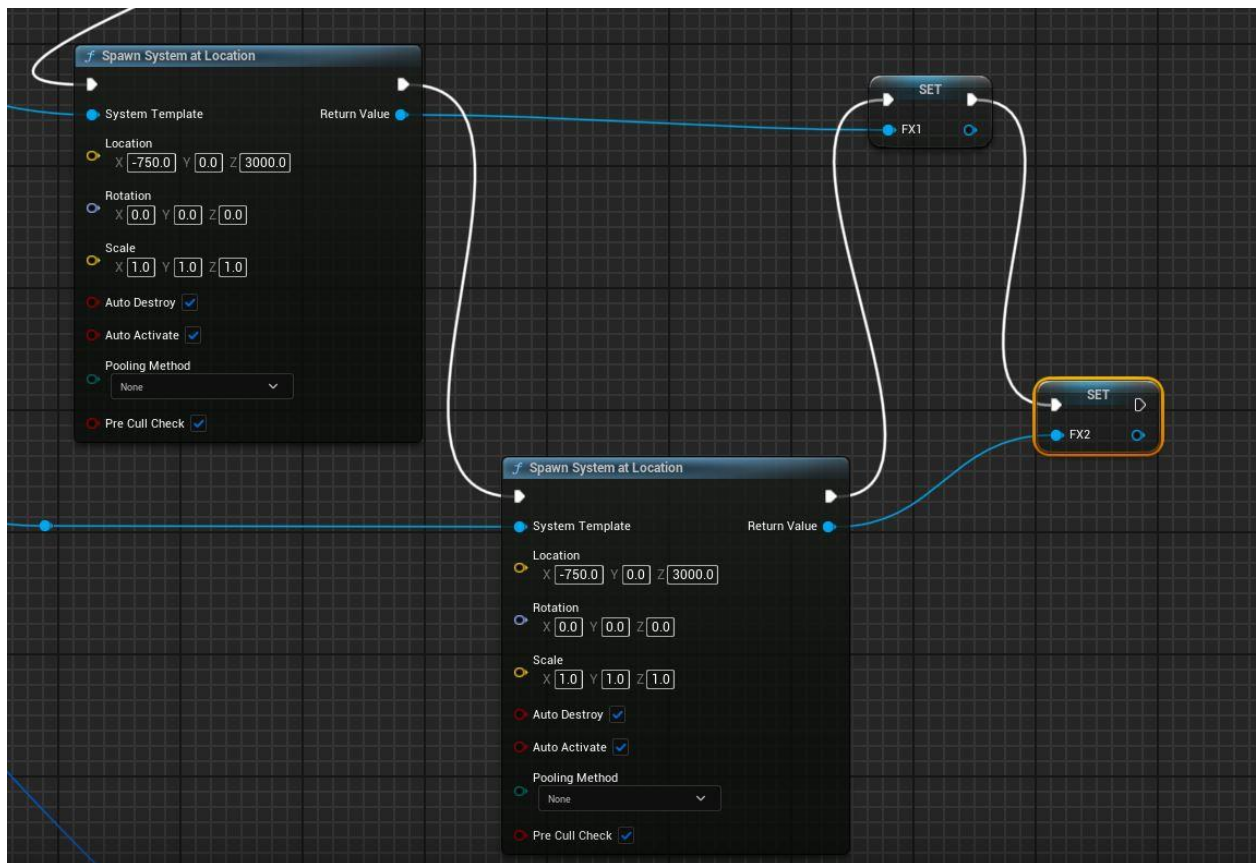 f Spawn System at Location
System Template Return Value
Location
X -750.0 Y 0.0 Z 3000.0
Rotation
X 0.0 Y 0.0 Z 0.0
Scale
X 1.0 Y 1.0 Z 1.0
Auto Destroy
Auto Activate
Pooling Method
None
Pre Cull Check
SET
FX1
SET
FX2
f Spawn System at Location
System Template Return Value
Location
X -750.0 Y 0.0 Z 3000.0
Rotation
X 0.0 Y 0.0 Z 0.0
Scale
X 1.0 Y 1.0 Z 1.0
Auto Destroy
Auto Activate
Pooling Method
None
Pre Cull Check